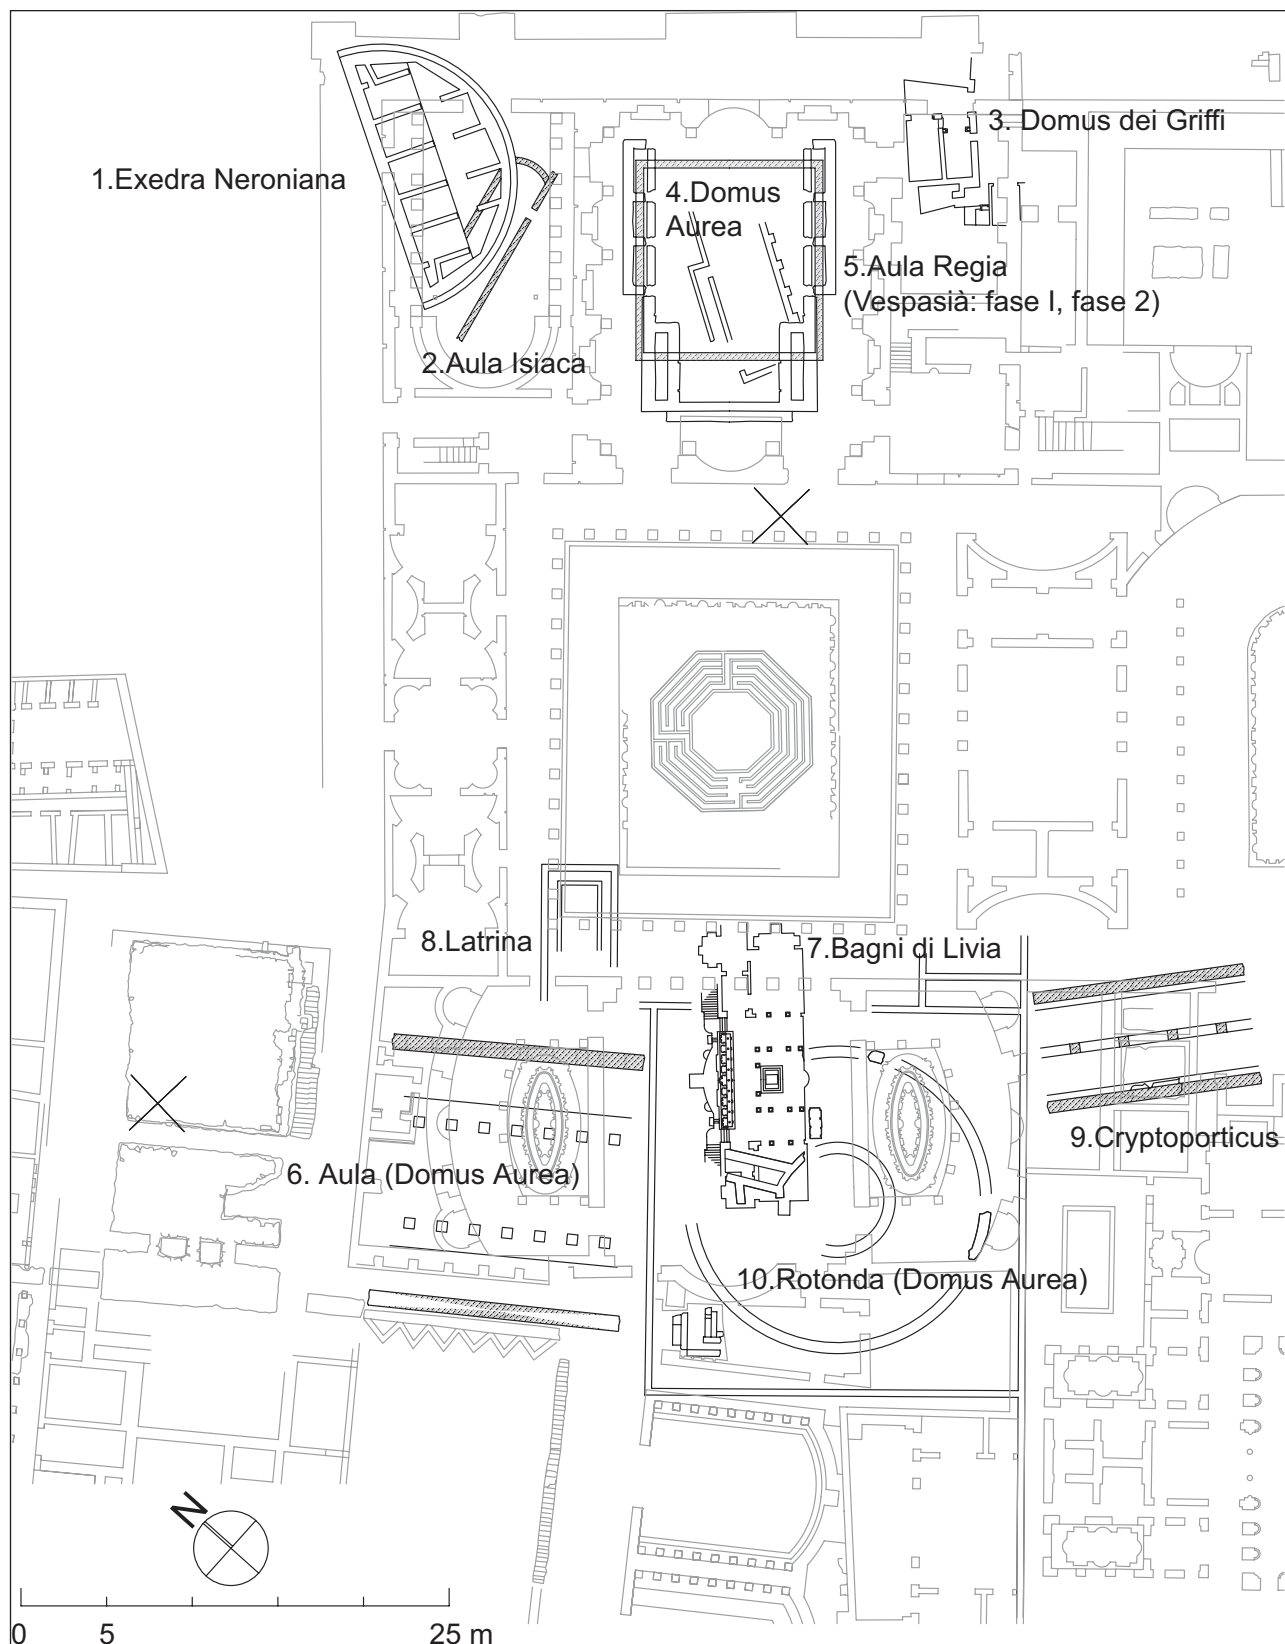 1.Exedra Neroniana
2.Aula Isiaca
3. Domus dei Griffi
4.Domus
Aurea
5.Aula Regia
(Vespasià: fase I, fase 2)
8.Latrina
7.Bagni di Livia
6. Aula (Domus Aurea)
9.Cryptoporticus
10.Rotonda (Domus Aurea)
N
0 5 25 m